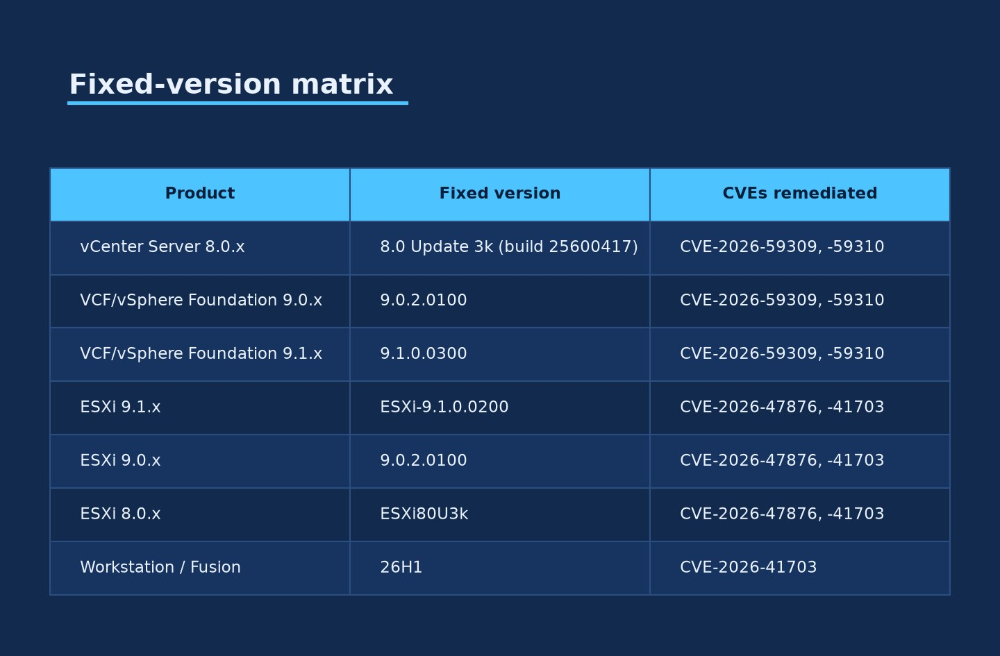 Fixed-version matrix
Product Fixed version CVEs remediated
vCenter Server 8.0.x 8.0 Update 3k (build 25600417) CVE-2026-59309, -59310
VCF/vSphere Foundation 9.0.x 9.0.2.0100 CVE-2026-59309, -59310
VCF/vSphere Foundation 9.1.x 9.1.0.0300 CVE-2026-59309, -59310
ESXi 9.1.x ESXi-9.1.0.0200 CVE-2026-47876, -41703
ESXi 9.0.x 9.0.2.0100 CVE-2026-47876, -41703
ESXi 8.0.x ESXi80U3k CVE-2026-47876, -41703
Workstation / Fusion 26H1 CVE-2026-41703